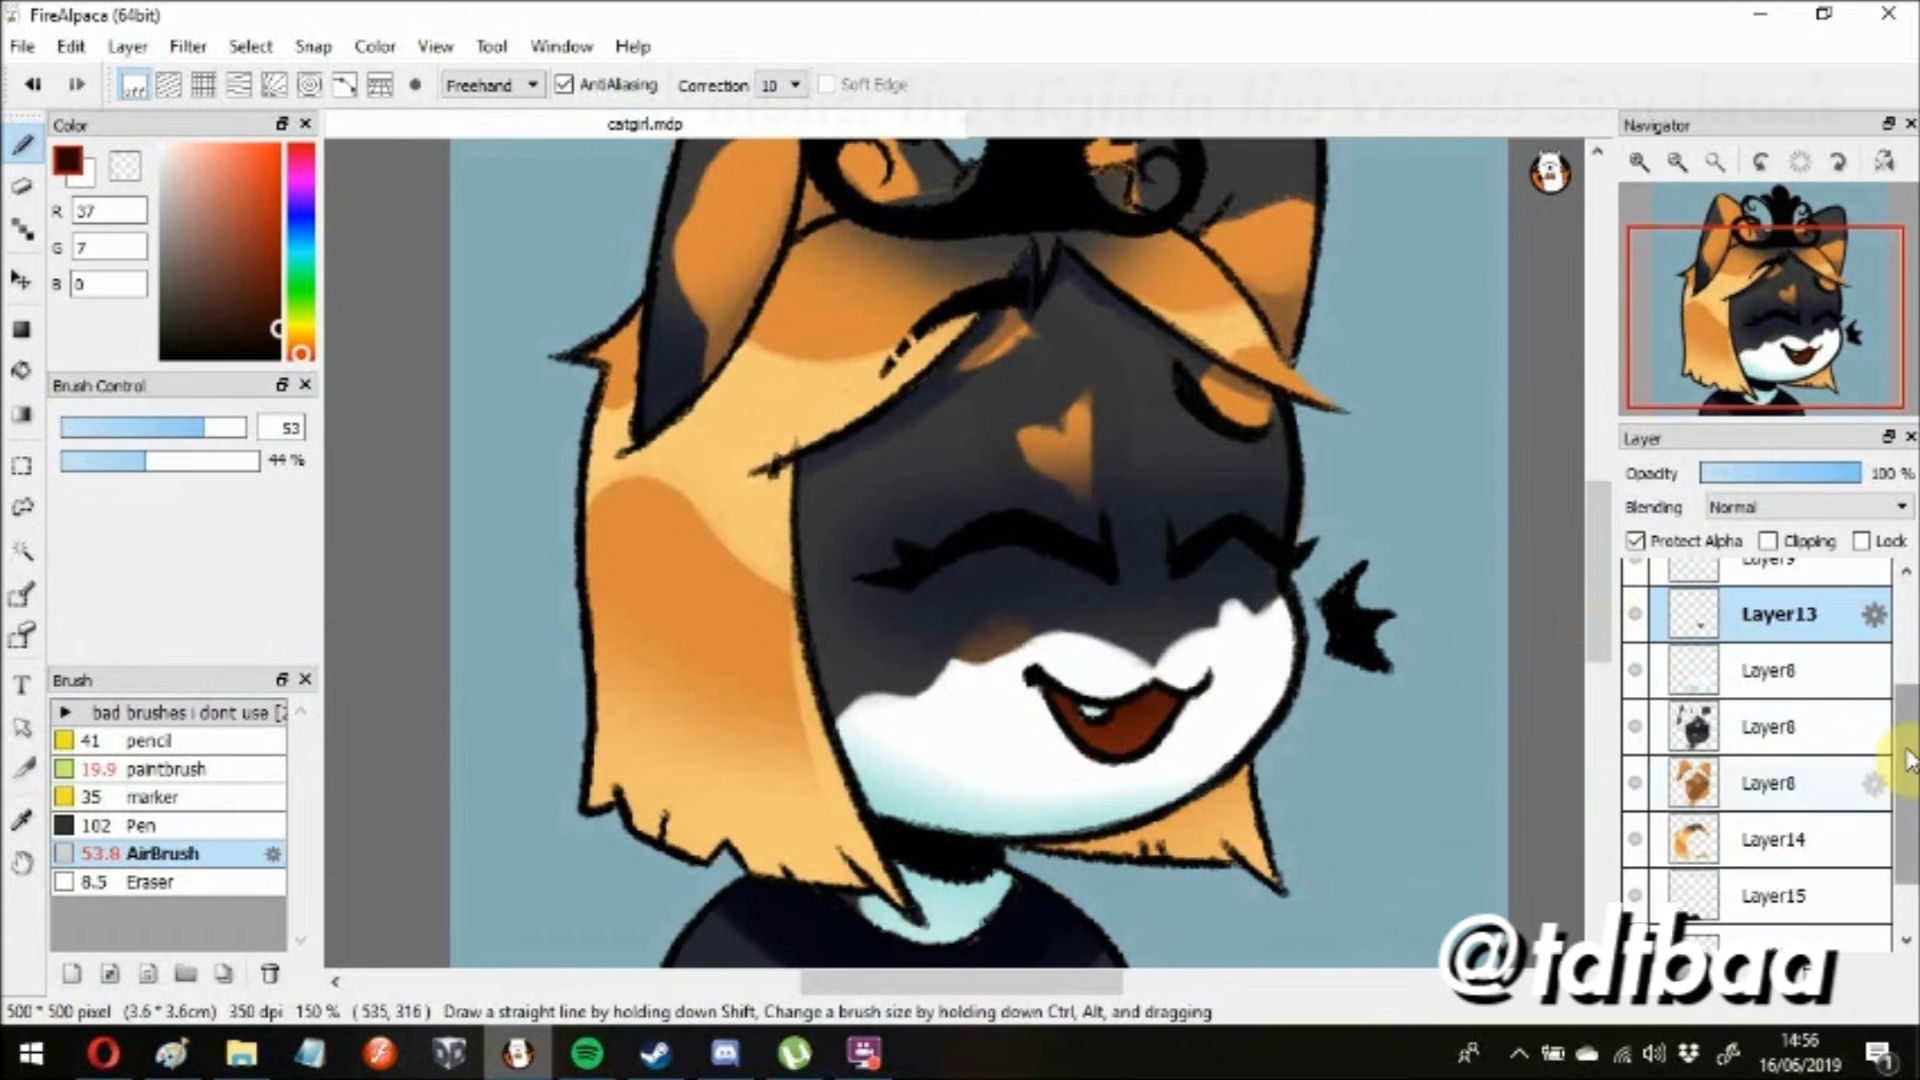 FireAlpaca (64bit)
File Edit Layer Filter Select Snap Color View Tool Window Help
off Freehand AntiAliasing Correction 10 Soft Edge
Color
catgirl.mdp
Navigator
R 37
G 7
B 0
Brush Control
53
44 %
Layer
Opacity 100 %
Blending Normal
Protect Alpha Clipping Lock
Layer9
Layer13
Layer8
Layer8
Layer8
Layer14
Layer15
Brush
bad brushes i dont use [2
41 pencil
19.9 paintbrush
35 marker
102 Pen
53.8 AirBrush
8.5 Eraser
T
@tdtbaa
500 * 500 pixel (3.6 * 3.6cm) 350 dpi 150 % ( 535, 316 ) Draw a straight line by holding down Shift, Change a brush size by holding down Ctrl, Alt, and dragging
14:56
16/06/2019
1